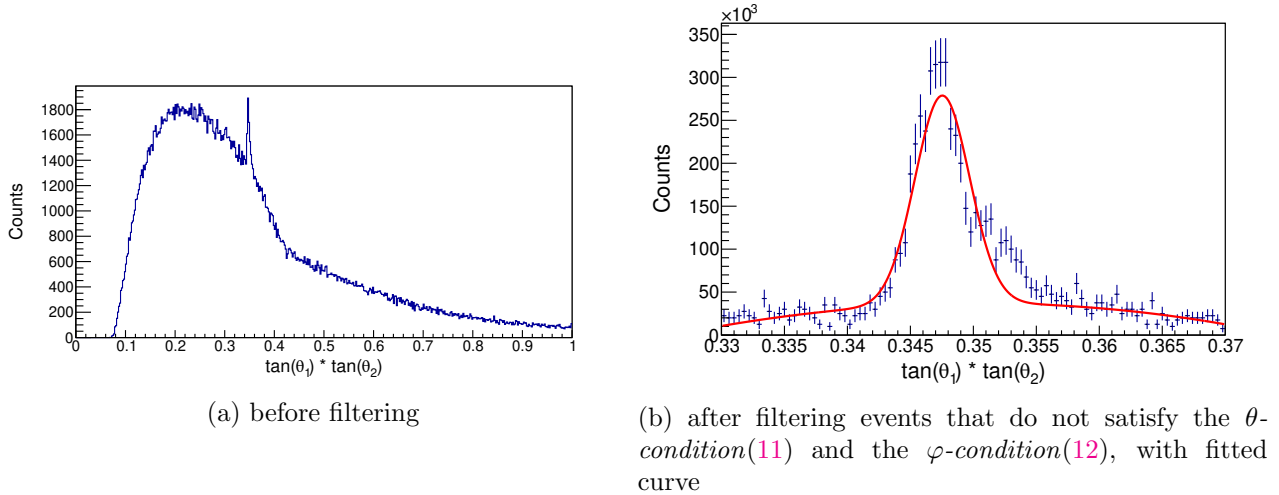 1800
1600
1400
1200
1000
800
600
400
200
0
Counts
0 0.1 0.2 0.3 0.4 0.5 0.6 0.7 0.8 0.9 1
tan(θ1) * tan(θ2)
(a) before filtering
×10^3
350
300
250
200
150
100
50
0
Counts
0.33 0.335 0.34 0.345 0.35 0.355 0.36 0.365 0.37
tan(θ1) * tan(θ2)
(b) after filtering events that do not satisfy the θ-
condition(11) and the φ-condition(12), with fitted
curve